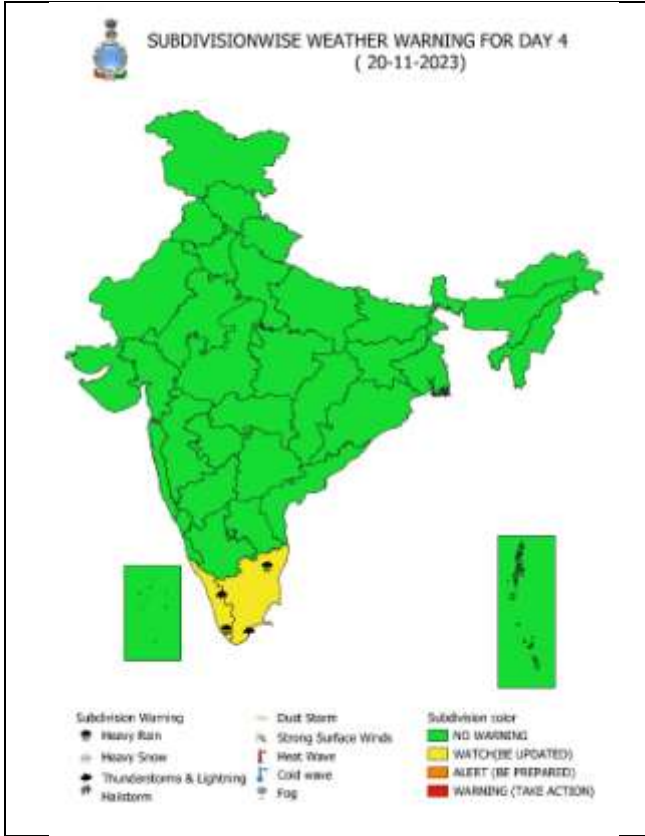 SUBDIVISIONWISE WEATHER WARNING FOR DAY 4
( 20-11-2023)
Subdivision Warning
Heavy Rain
Heavy Snow
Thunderstorms & Lightning
Hailstorm
Dust Storm
Strong Surface Winds
Heat Wave
Cold wave
Fog
Subdivision color
NO WARNING
WATCH(BE UPDATED)
ALERT (BE PREPARED)
WARNING (TAKE ACTION)